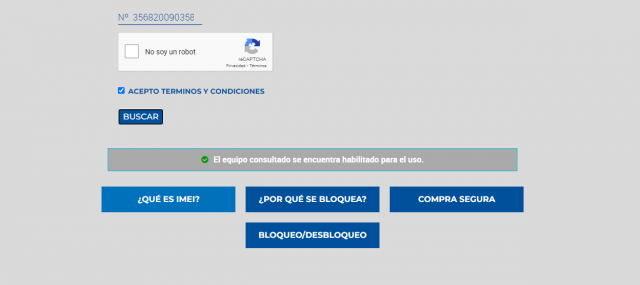 Nº 356820090358
No soy un robot
reCAPTCHA
Privacidad - Términos
ACEPTO TERMINOS Y CONDICIONES
BUSCAR
El equipo consultado se encuentra habilitado para el uso.
¿QUÉ ES IMEI?
¿POR QUÉ SE BLOQUEA?
COMPRA SEGURA
BLOQUEO/DESBLOQUEO